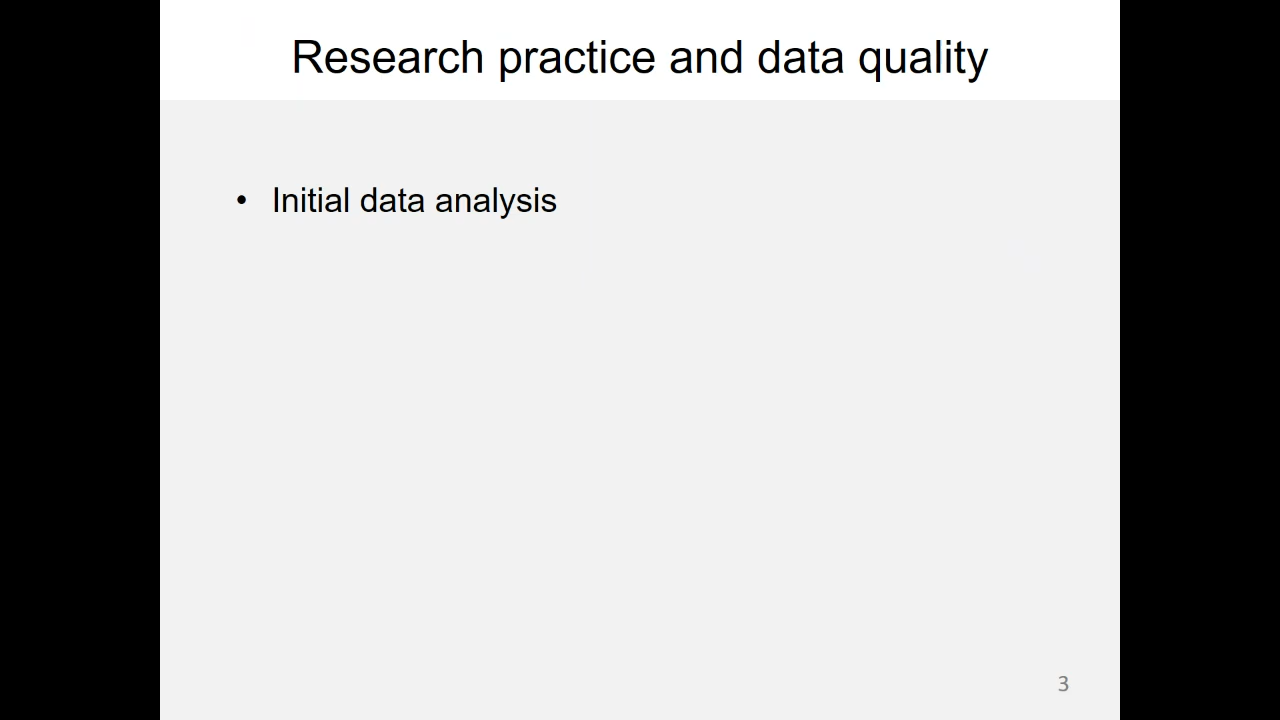 Research practice and data quality
• Initial data analysis
3